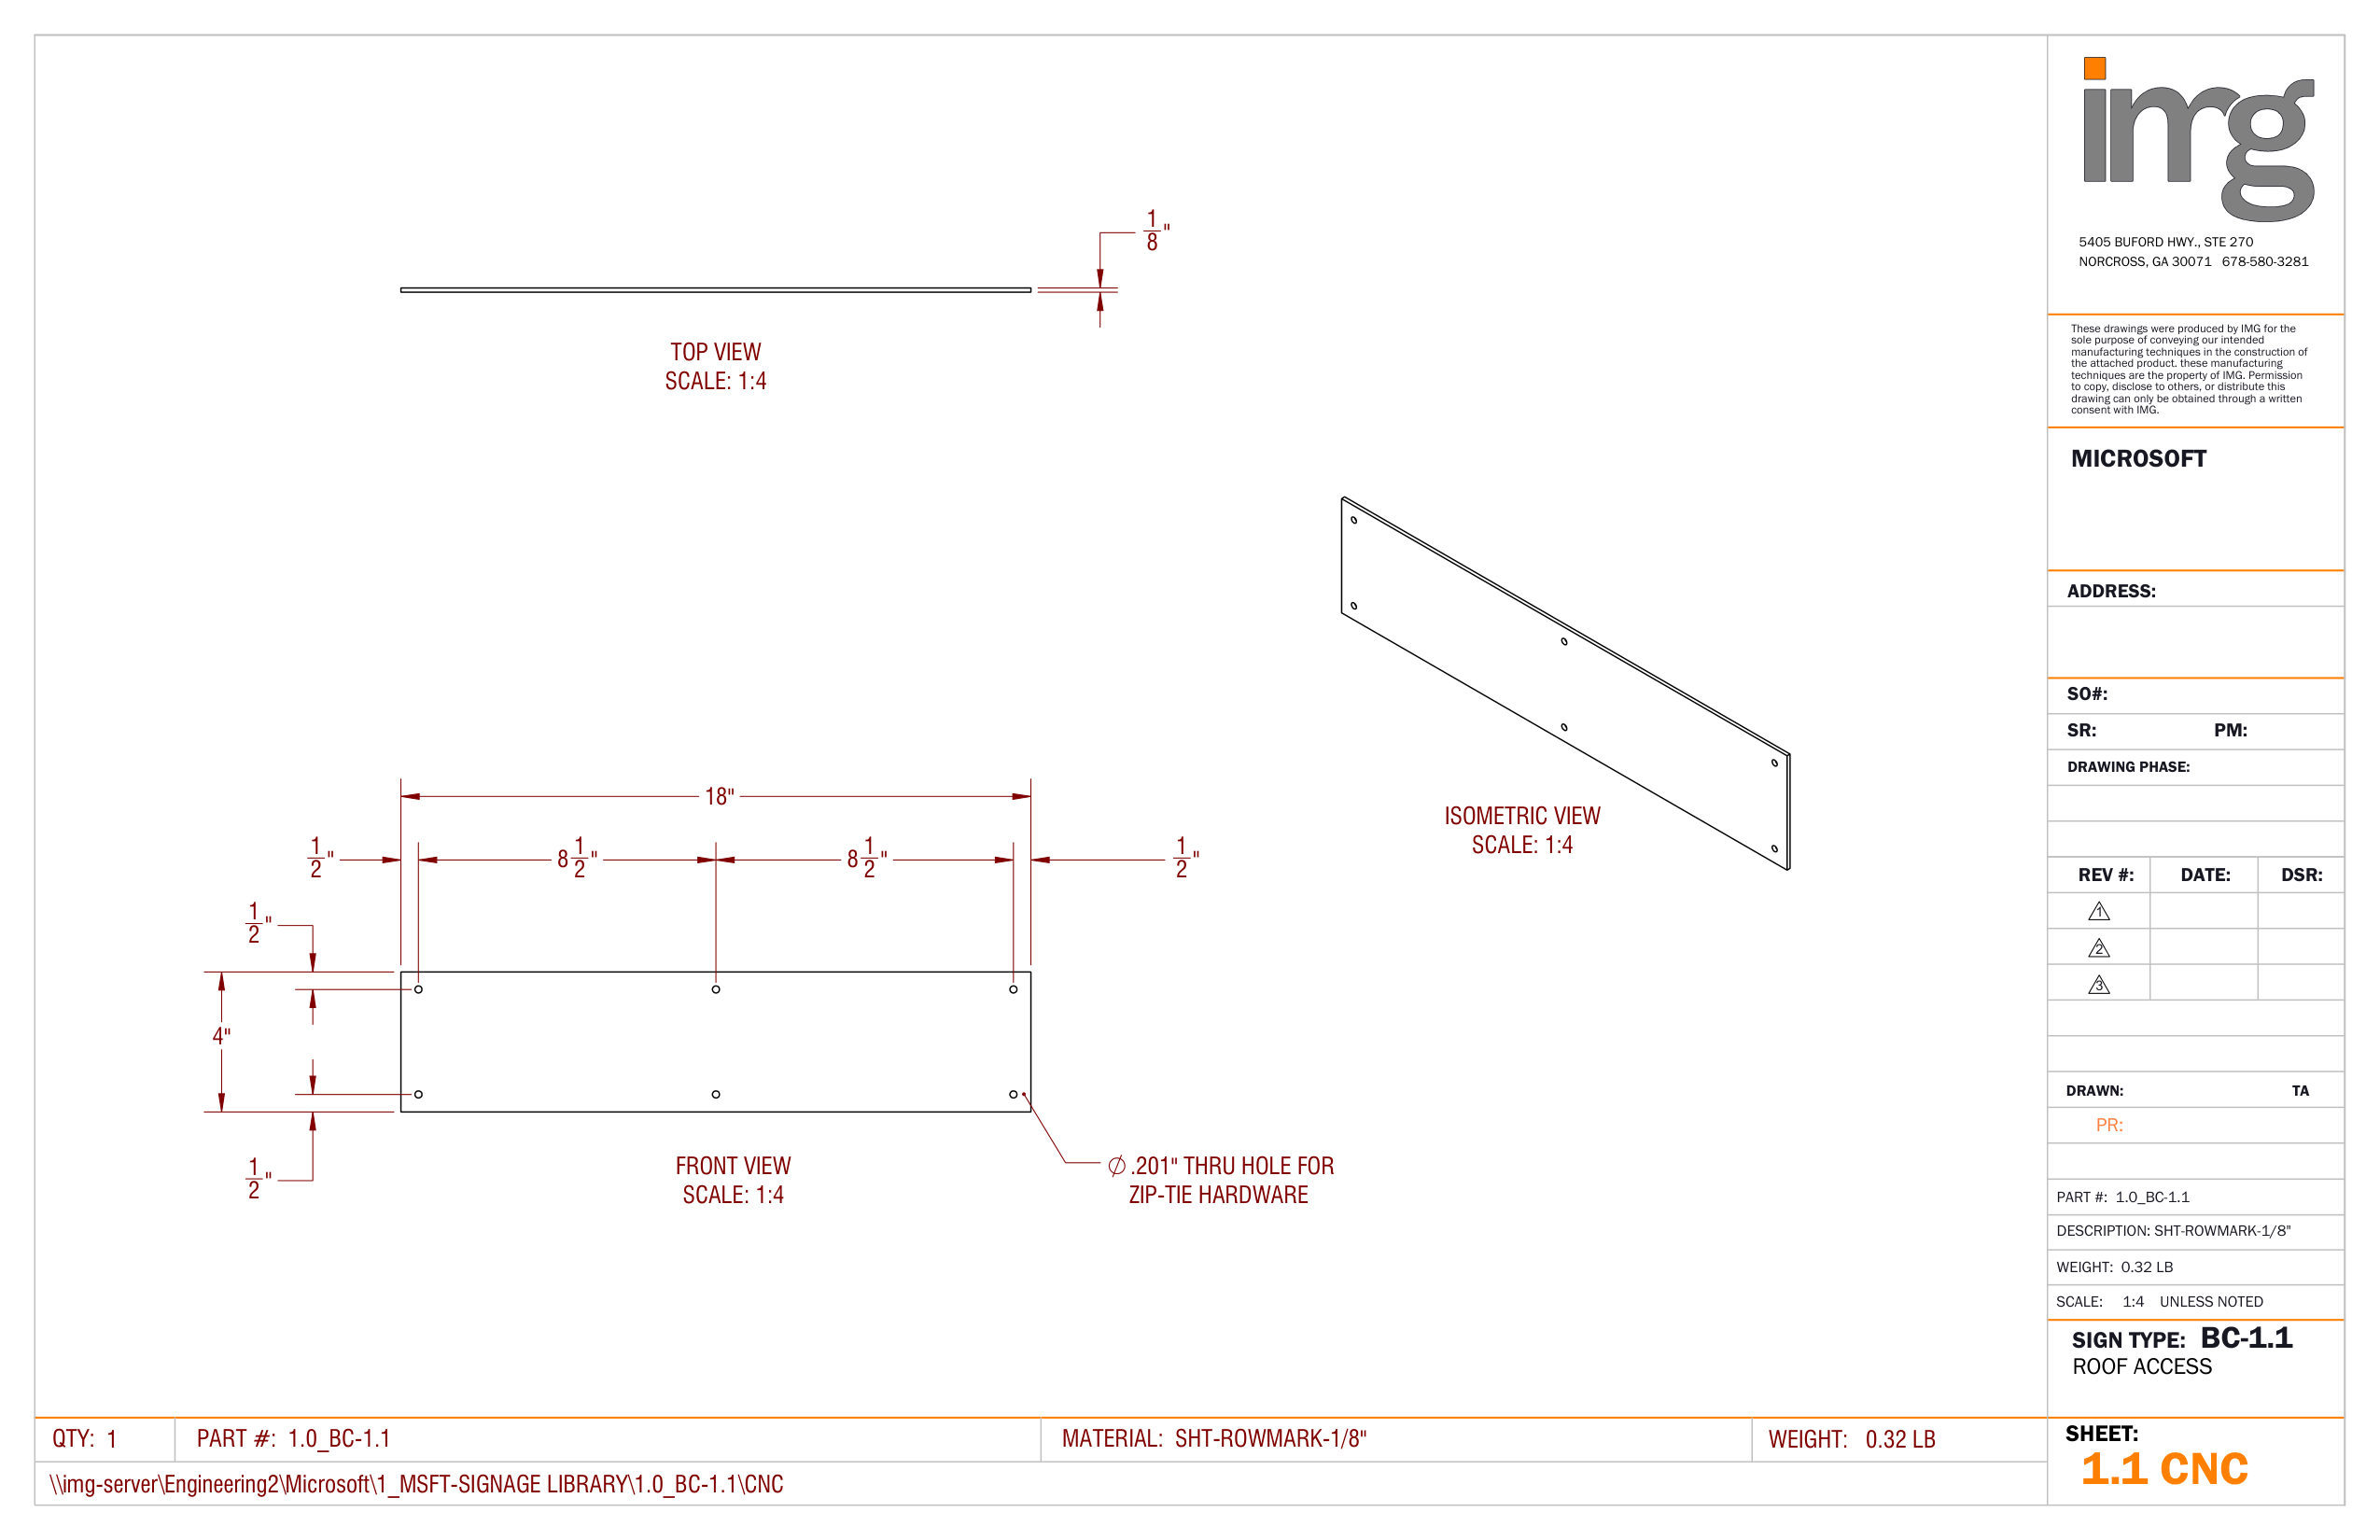 1/8"
TOP VIEW
SCALE: 1:4
ISOMETRIC VIEW
SCALE: 1:4
18"
1/2"
8 1/2"
8 1/2"
1/2"
1/2"
4"
1/2"
FRONT VIEW
SCALE: 1:4
∅ .201" THRU HOLE FOR
ZIP-TIE HARDWARE
img
5405 BUFORD HWY., STE 270
NORCROSS, GA 30071 678-580-3281
These drawings were produced by IMG for the
sole purpose of conveying our intended
manufacturing techniques in the construction of
the attached product. these manufacturing
techniques are the property of IMG. Permission
to copy, disclose to others, or distribute this
drawing can only be obtained through a written
consent with IMG.
MICROSOFT
ADDRESS:
SO#:
SR: PM:
DRAWING PHASE:
REV #: DATE: DSR:
1
2
3
DRAWN: TA
PR:
PART #: 1.0_BC-1.1
DESCRIPTION: SHT-ROWMARK-1/8"
WEIGHT: 0.32 LB
SCALE: 1:4 UNLESS NOTED
SIGN TYPE: BC-1.1
ROOF ACCESS
SHEET:
1.1 CNC
QTY: 1 PART #: 1.0_BC-1.1 MATERIAL: SHT-ROWMARK-1/8" WEIGHT: 0.32 LB
\\img-server\Engineering2\Microsoft\1_MSFT-SIGNAGE LIBRARY\1.0_BC-1.1\CNC